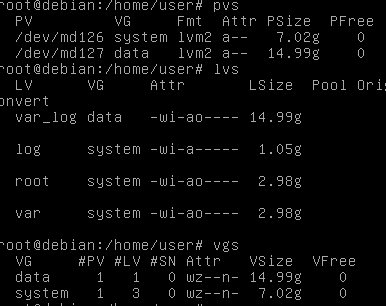 root@debian:/home/user# pvs
  PV         VG     Fmt  Attr PSize  PFree
  /dev/md126 system lvm2 a--   7.02g    0
  /dev/md127 data   lvm2 a--  14.99g    0
root@debian:/home/user# lvs
  LV      VG     Attr       LSize  Pool Ori
onvert
  var_log data   -wi-ao---- 14.99g
  log     system -wi-a-----  1.05g
  root    system -wi-ao----  2.98g
  var     system -wi-ao----  2.98g
root@debian:/home/user# vgs
  VG     #PV #LV #SN Attr   VSize  VFree
  data     1   1   0 wz--n- 14.99g    0
  system   1   3   0 wz--n-  7.02g    0